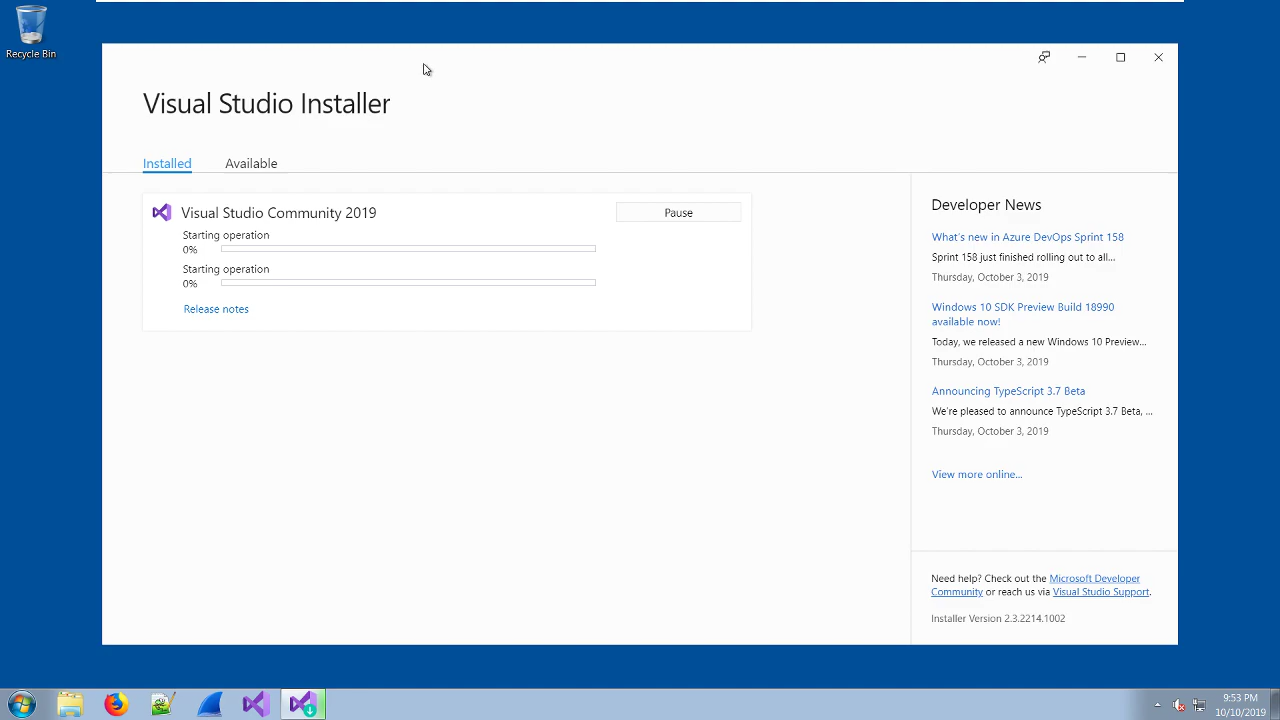 Recycle Bin
Visual Studio Installer
Installed
Available
Visual Studio Community 2019
Pause
Starting operation
0%
Starting operation
0%
Release notes
Developer News
What's new in Azure DevOps Sprint 158
Sprint 158 just finished rolling out to all...
Thursday, October 3, 2019
Windows 10 SDK Preview Build 18990
available now!
Today, we released a new Windows 10 Preview...
Thursday, October 3, 2019
Announcing TypeScript 3.7 Beta
We're pleased to announce TypeScript 3.7 Beta, ...
Thursday, October 3, 2019
View more online...
Need help? Check out the Microsoft Developer
Community or reach us via Visual Studio Support.
Installer Version 2.3.2214.1002
9:53 PM
10/10/2019